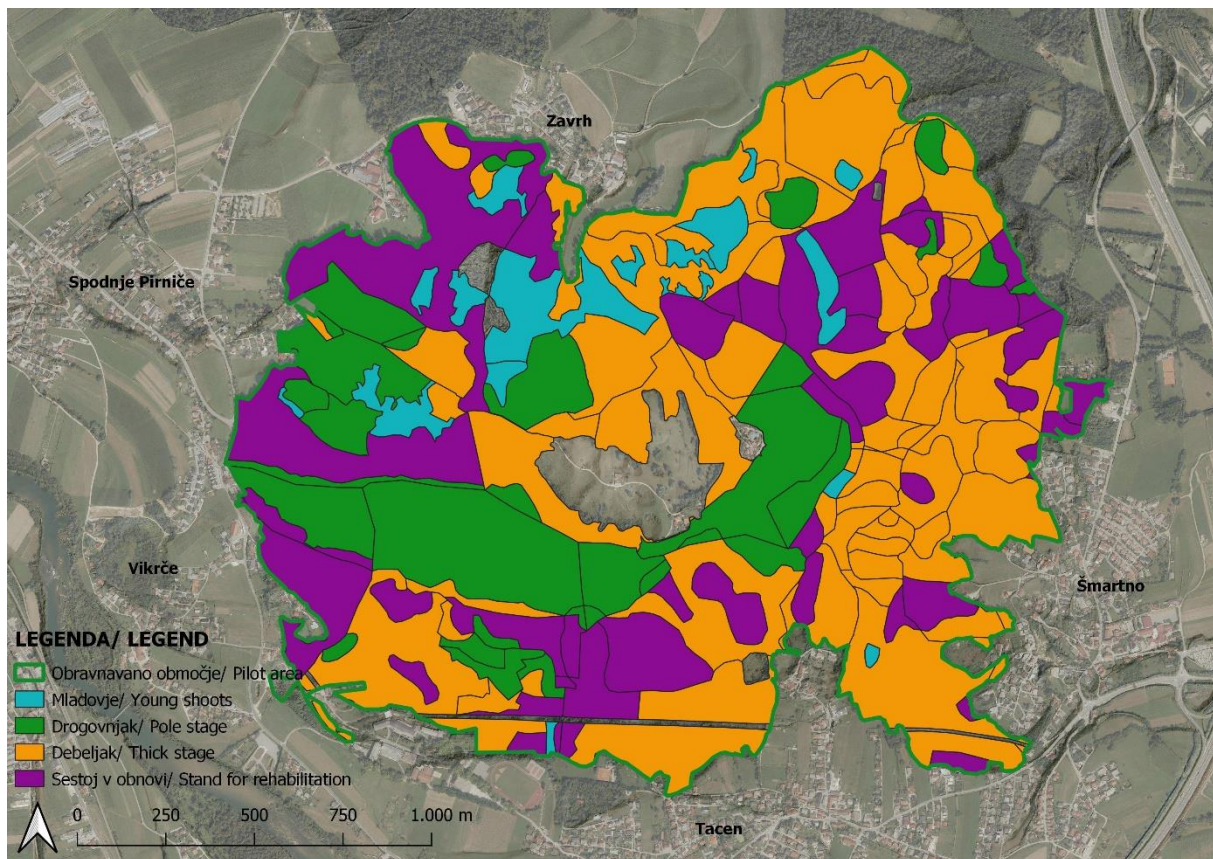 Zavrh
Spodnje Pirniče
Vikrče
Šmartno
LEGENDA/ LEGEND
Obravnavano območje/ Pilot area
Mladovje/ Young shoots
Drogovnjak/ Pole stage
Debeljak/ Thick stage
Sestoj v obnovi/ Stand for rehabilitation
0 250 500 750 1.000 m
Tacen